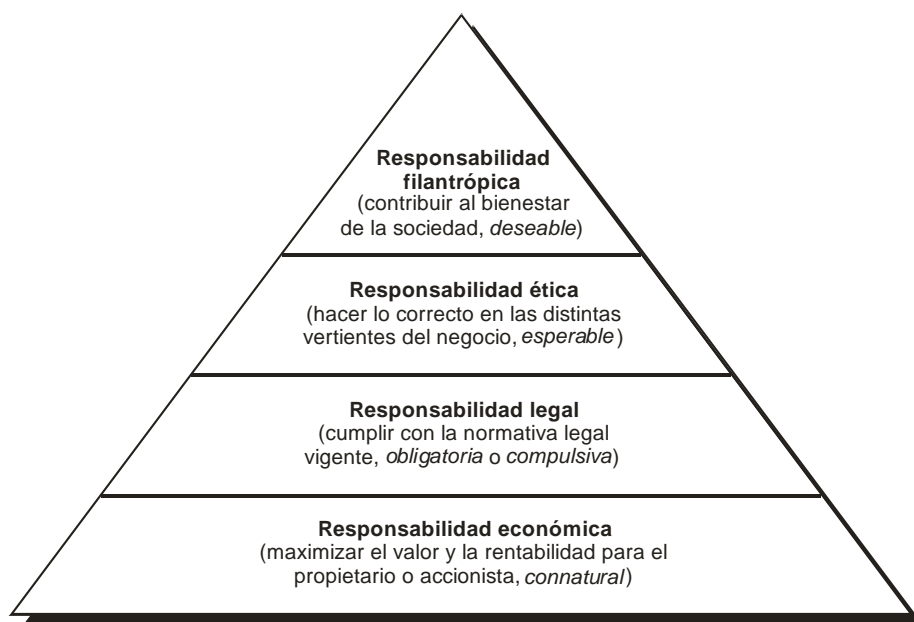 Responsabilidad
filantrópica
(contribuir al bienestar
de la sociedad, deseable)
Responsabilidad ética
(hacer lo correcto en las distintas
vertientes del negocio, esperable)
Responsabilidad legal
(cumplir con la normativa legal
vigente, obligatoria o compulsiva)
Responsabilidad económica
(maximizar el valor y la rentabilidad para el
propietario o accionista, connatural)